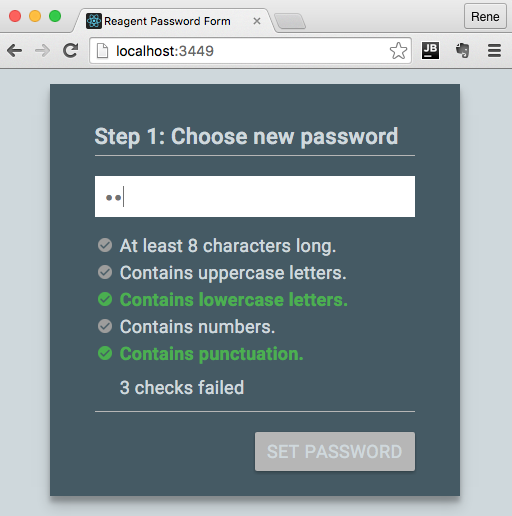 Reagent Password Form
Rene
localhost:3449
JB
Step 1: Choose new password
At least 8 characters long.
Contains uppercase letters.
Contains lowercase letters.
Contains numbers.
Contains punctuation.
3 checks failed
SET PASSWORD